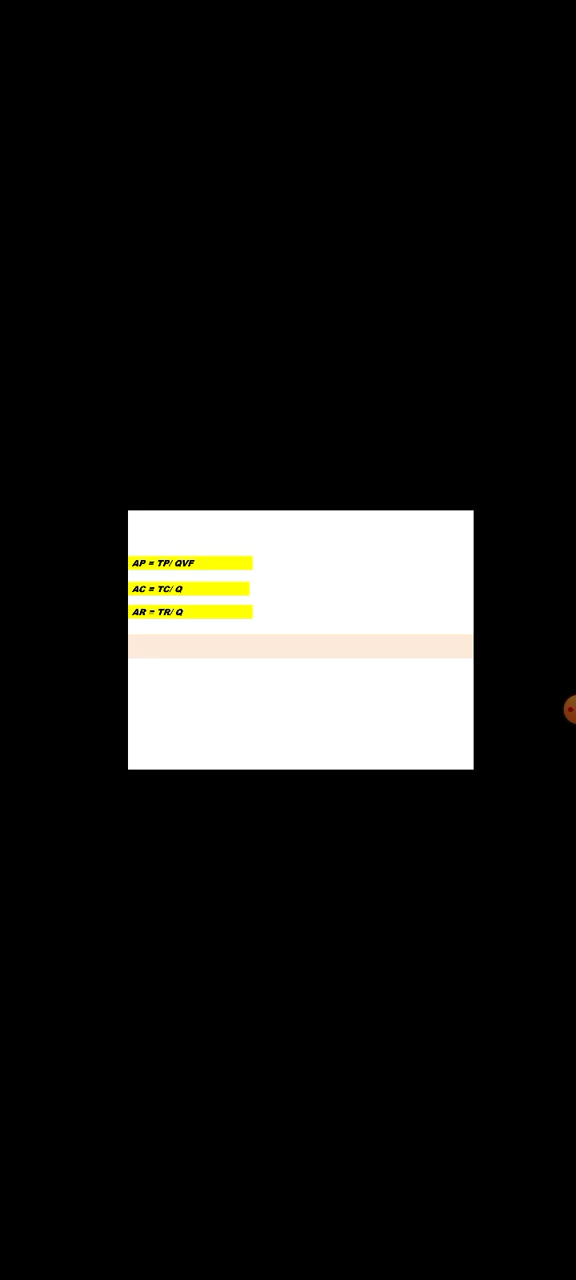 AP = TP/ QVF
AC = TC/ Q
AR = TR/ Q